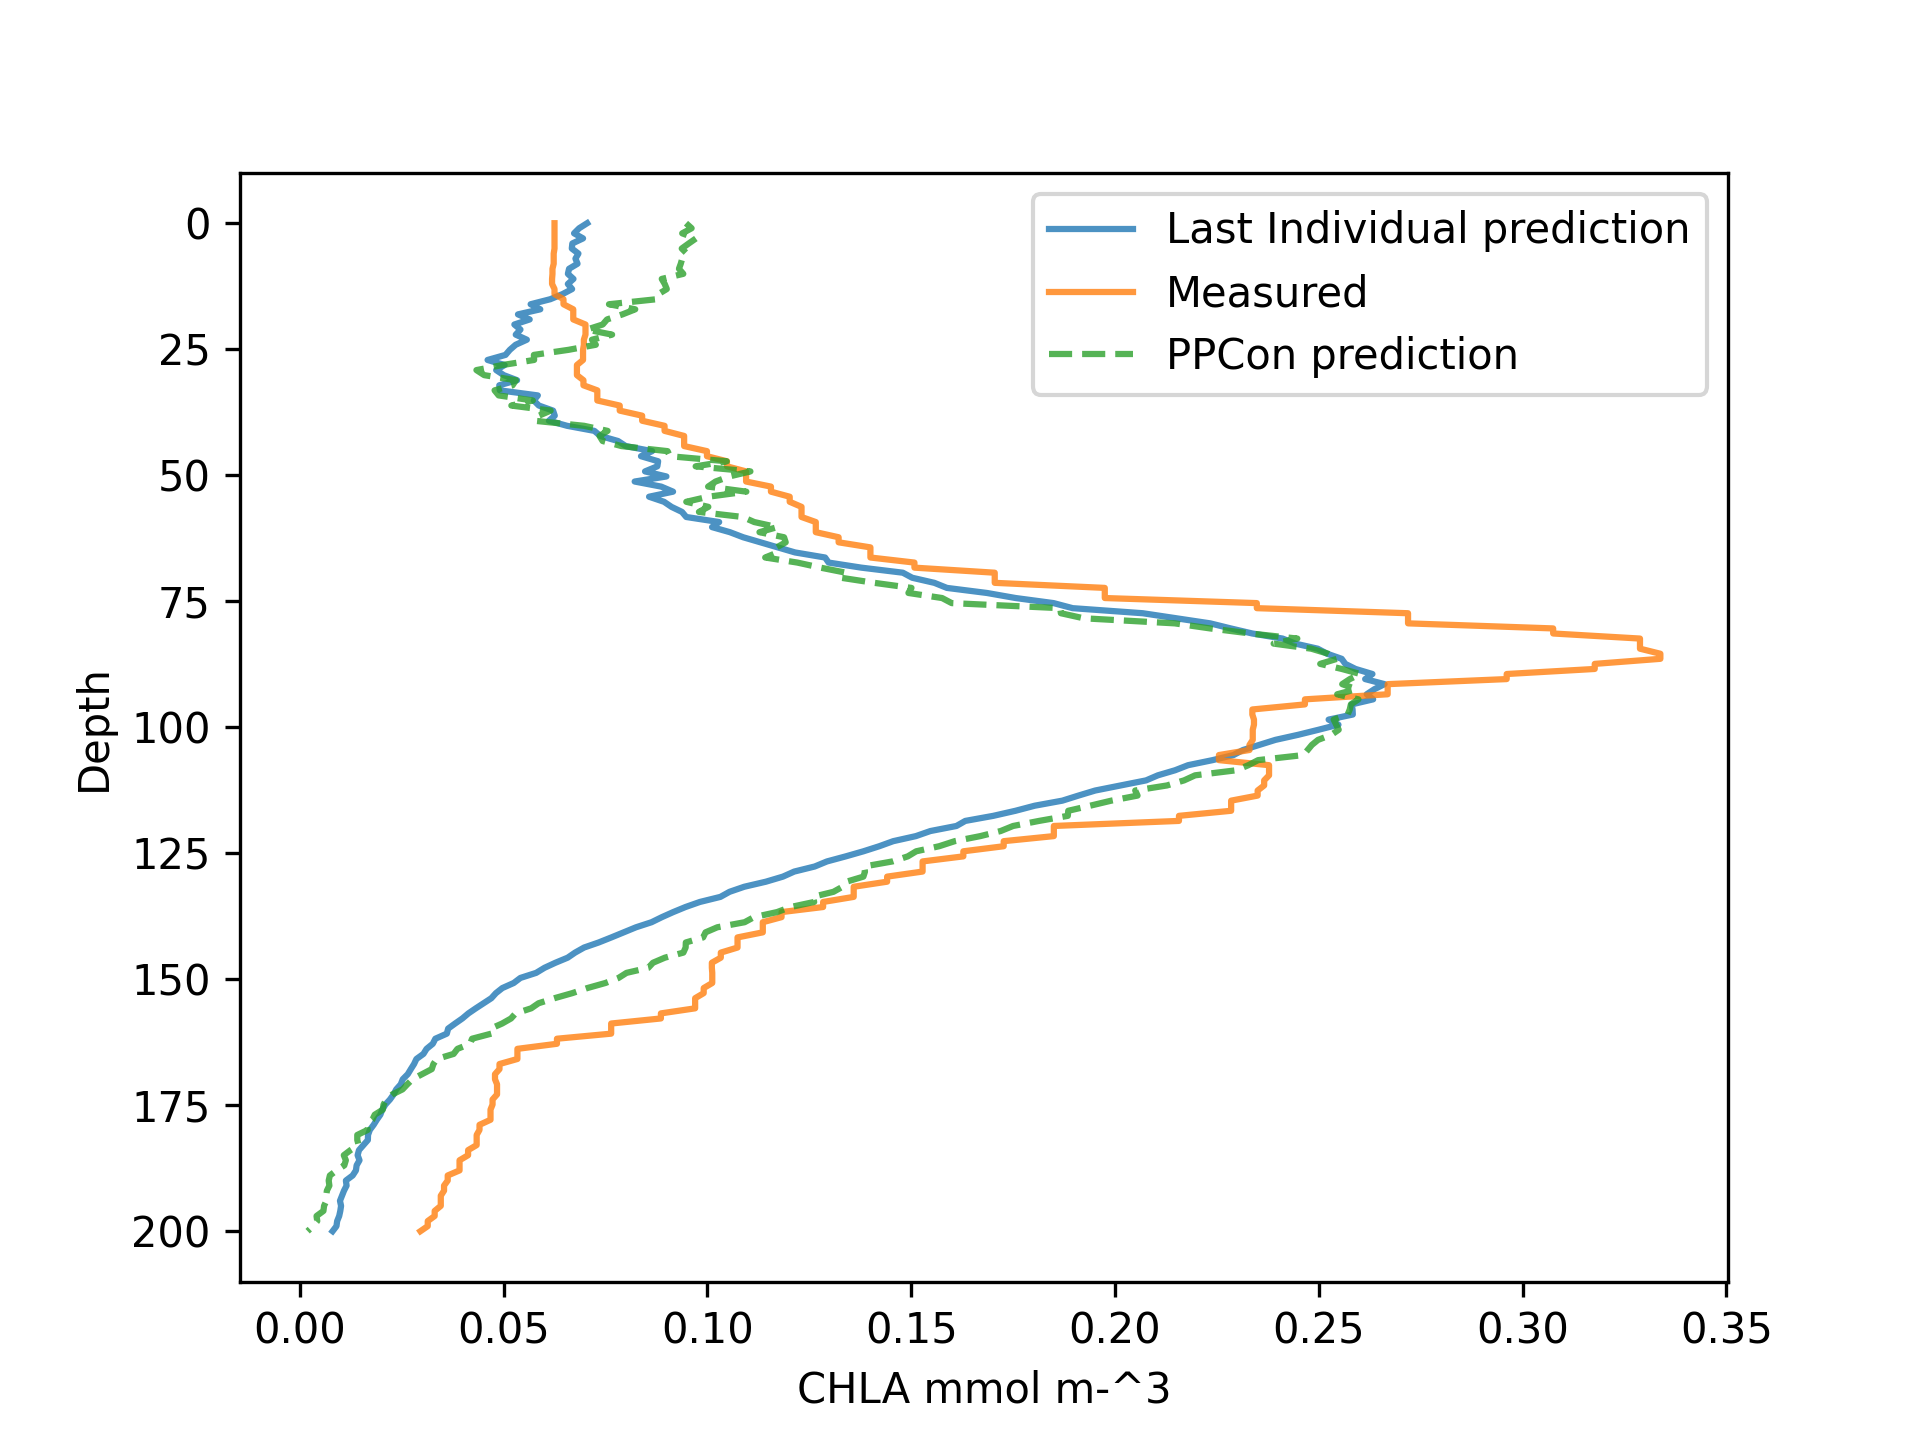 Last Individual prediction
Measured
PPCon prediction
0
25
50
75
100
125
150
175
200
Depth
0.00 0.05 0.10 0.15 0.20 0.25 0.30 0.35
CHLA mmol m-^3